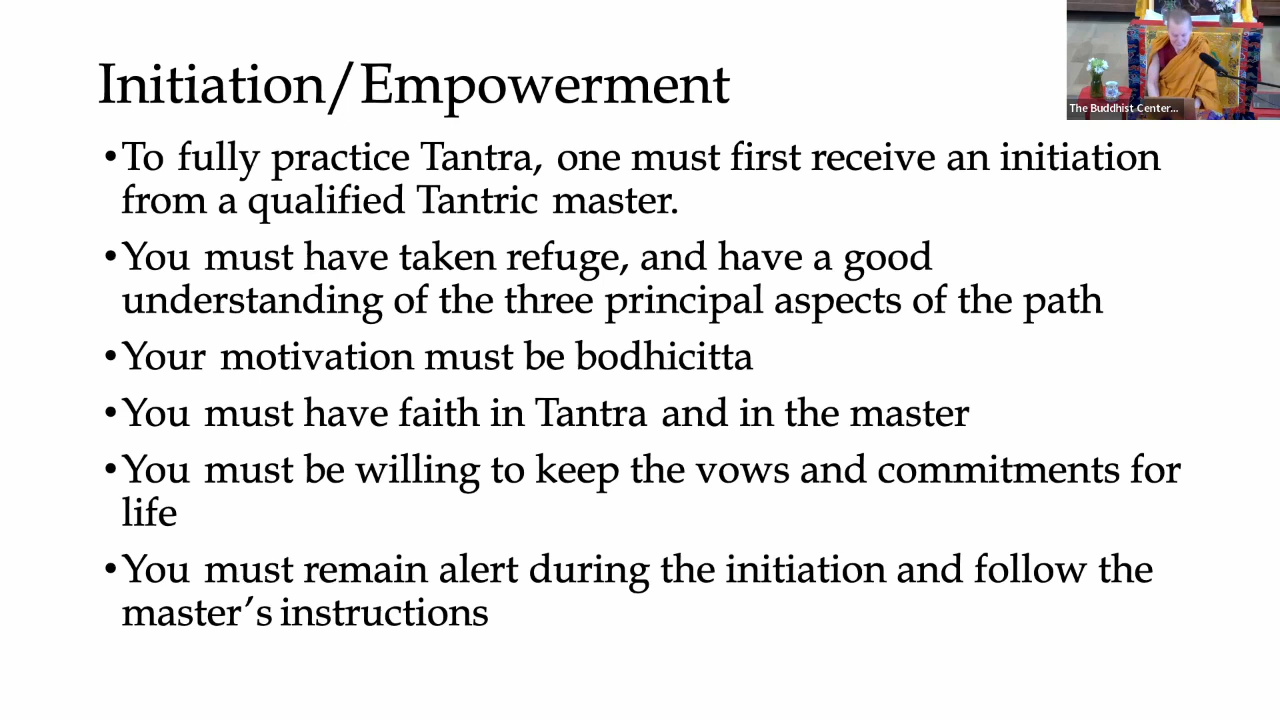 Initiation/Empowerment
•To fully practice Tantra, one must first receive an initiation
from a qualified Tantric master.
•You must have taken refuge, and have a good
understanding of the three principal aspects of the path
•Your motivation must be bodhicitta
•You must have faith in Tantra and in the master
•You must be willing to keep the vows and commitments for
life
•You must remain alert during the initiation and follow the
master’s instructions
The Buddhist Center...